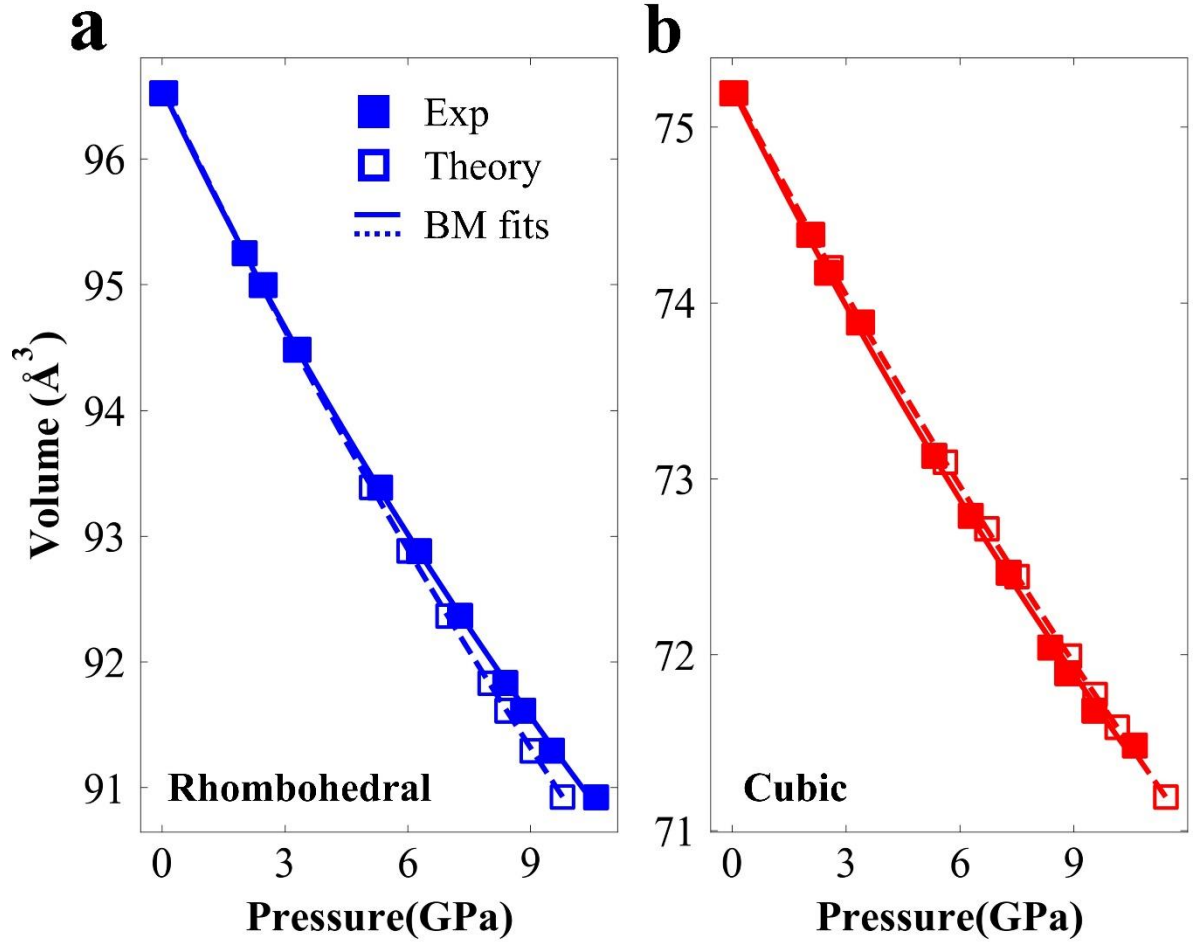 a
Exp
Theory
BM fits
96
95
94
93
92
91
Volume (Å³)
Rhombohedral
0 3 6 9
Pressure(GPa)
b
75
74
73
72
71
Cubic
0 3 6 9
Pressure(GPa)